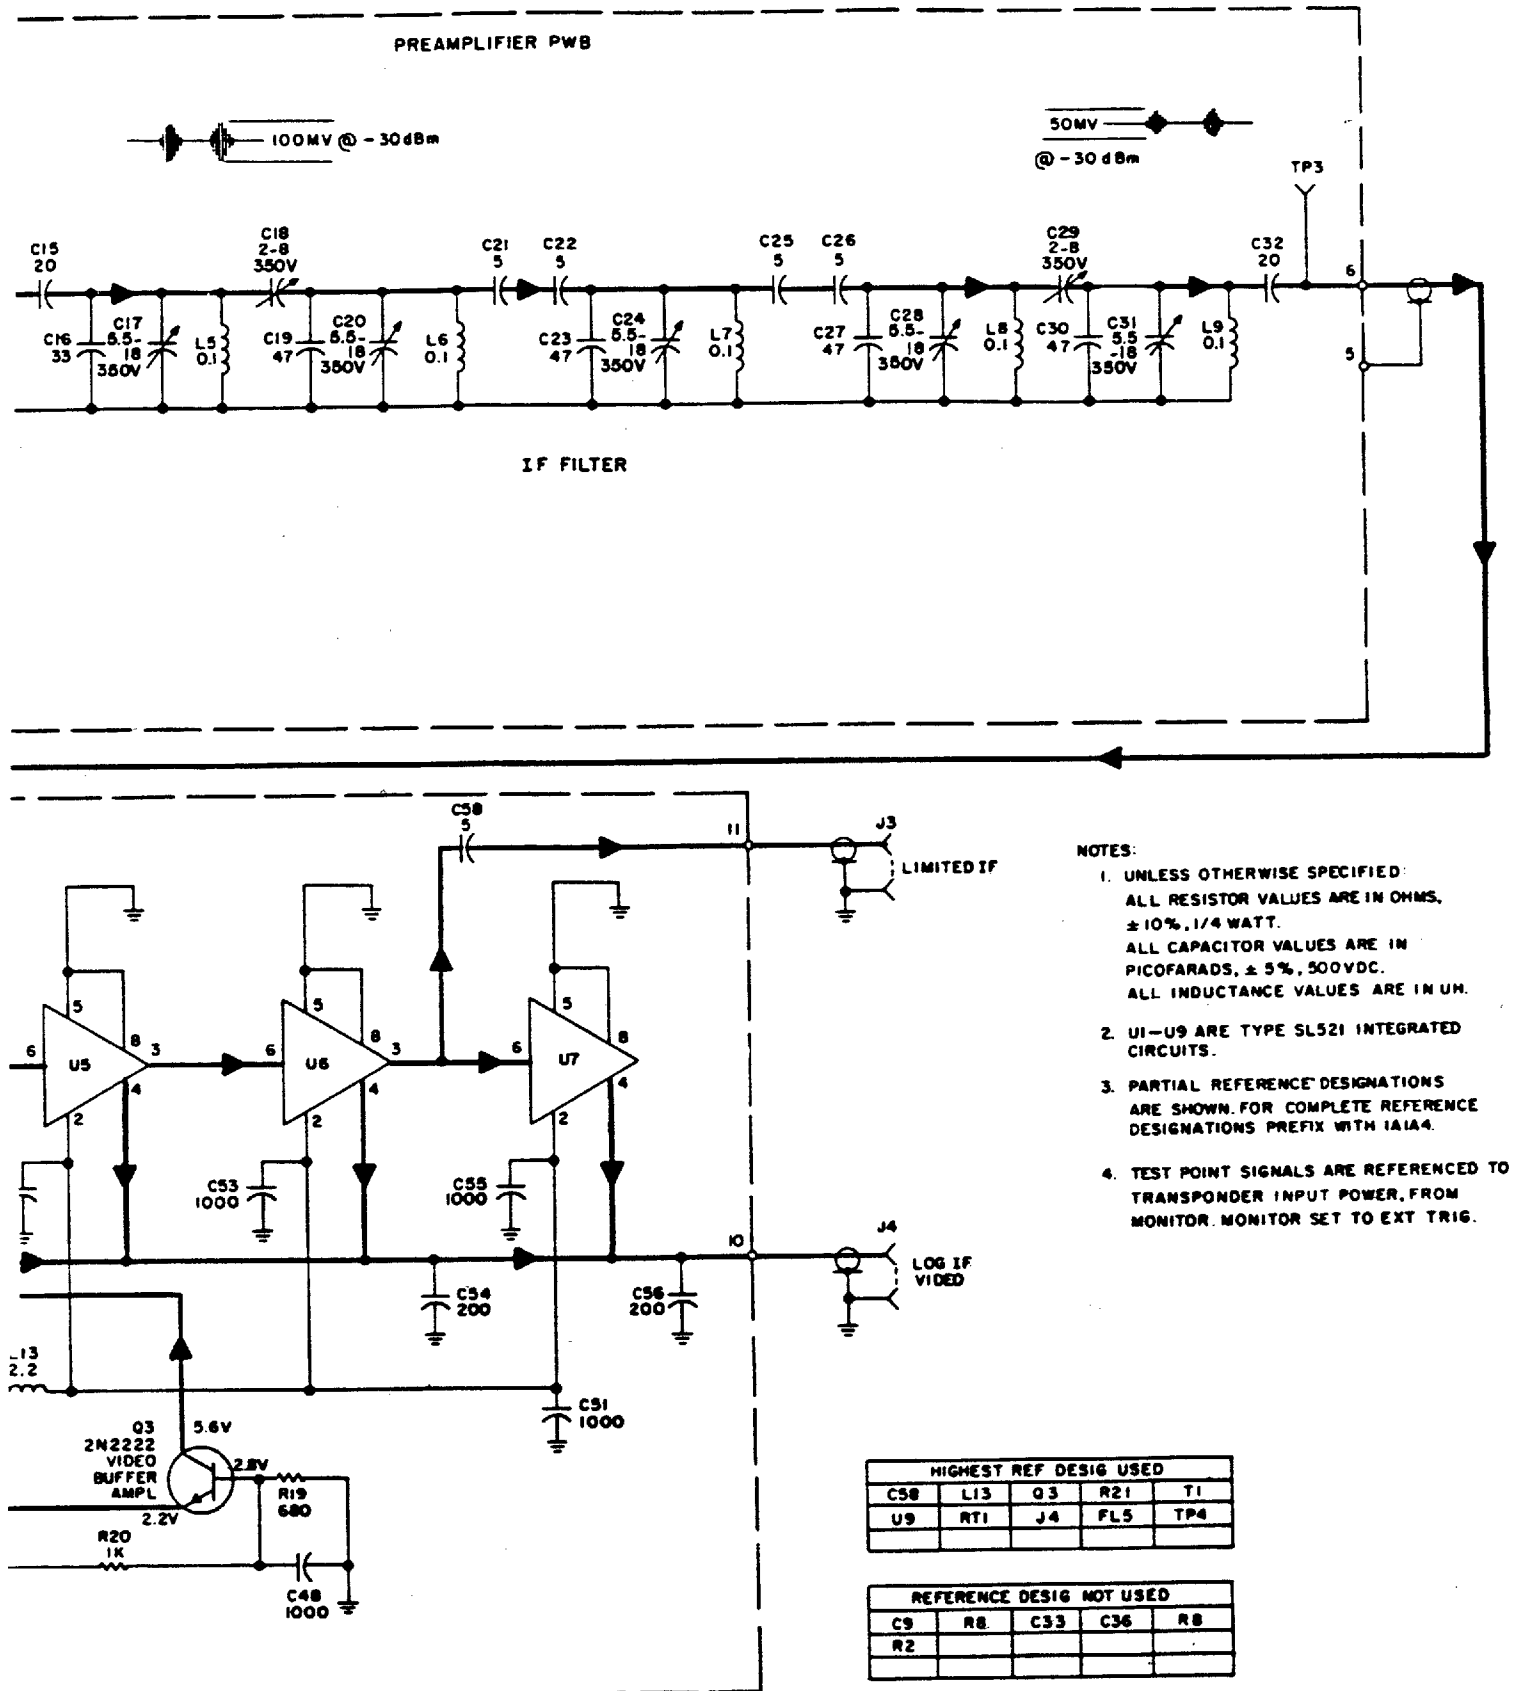 PREAMPLIFIER PWB
100MV @ -30dBm
50MV
@ -30dBm
TP3
C15
20
C18
2-8
350V
C21
5
C22
5
C25
5
C26
5
C29
2-8
350V
C32
20
6
C16
33
C17
5.5-
18
350V
L5
0.1
C19
47
C20
5.5-
18
350V
L6
0.1
C23
47
C24
5.5-
18
350V
L7
0.1
C27
47
C28
5.5-
18
350V
L8
0.1
C30
47
C31
5.5
-18
350V
L9
0.1
5
IF FILTER
C58
5
11
J3
LIMITED IF
5
8
6
U5
3
4
2
5
8
6
U6
3
4
2
5
8
6
U7
4
2
C53
1000
C55
1000
10
J4
LOG IF
VIDEO
C54
200
C56
200
L13
2.2
C51
1000
Q3
2N2222
VIDEO
BUFFER
AMPL
5.6V
2.8V
2.2V
R19
680
R20
1K
C48
1000
NOTES:
1. UNLESS OTHERWISE SPECIFIED:
ALL RESISTOR VALUES ARE IN OHMS,
±10%, 1/4 WATT.
ALL CAPACITOR VALUES ARE IN
PICOFARADS, ± 5%, 500VDC.
ALL INDUCTANCE VALUES ARE IN UH.
2. U1-U9 ARE TYPE SL521 INTEGRATED
CIRCUITS.
3. PARTIAL REFERENCE DESIGNATIONS
ARE SHOWN. FOR COMPLETE REFERENCE
DESIGNATIONS PREFIX WITH 1A1A4.
4. TEST POINT SIGNALS ARE REFERENCED TO
TRANSPONDER INPUT POWER, FROM
MONITOR. MONITOR SET TO EXT TRIG.
HIGHEST REF DESIG USED
C58 L13 Q3 R21 T1
U9 RT1 J4 FL5 TP4
REFERENCE DESIG NOT USED
C9 R8 C33 C36 R8
R2